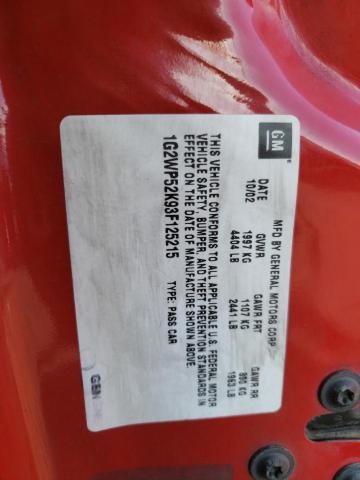 GM
MFD BY GENERAL MOTORS CORP
DATE GVWR GAWR FRT GAWR RR
10/02 1997 KG 1107 KG 890 KG
4404 LB 2441 LB 1963 LB
THIS VEHICLE CONFORMS TO ALL APPLICABLE U.S. FEDERAL MOTOR
VEHICLE SAFETY, BUMPER, AND THEFT PREVENTION STANDARDS IN
EFFECT ON THE DATE OF MANUFACTURE SHOWN ABOVE.
1G2WP52K93F125215 TYPE: PASS CAR